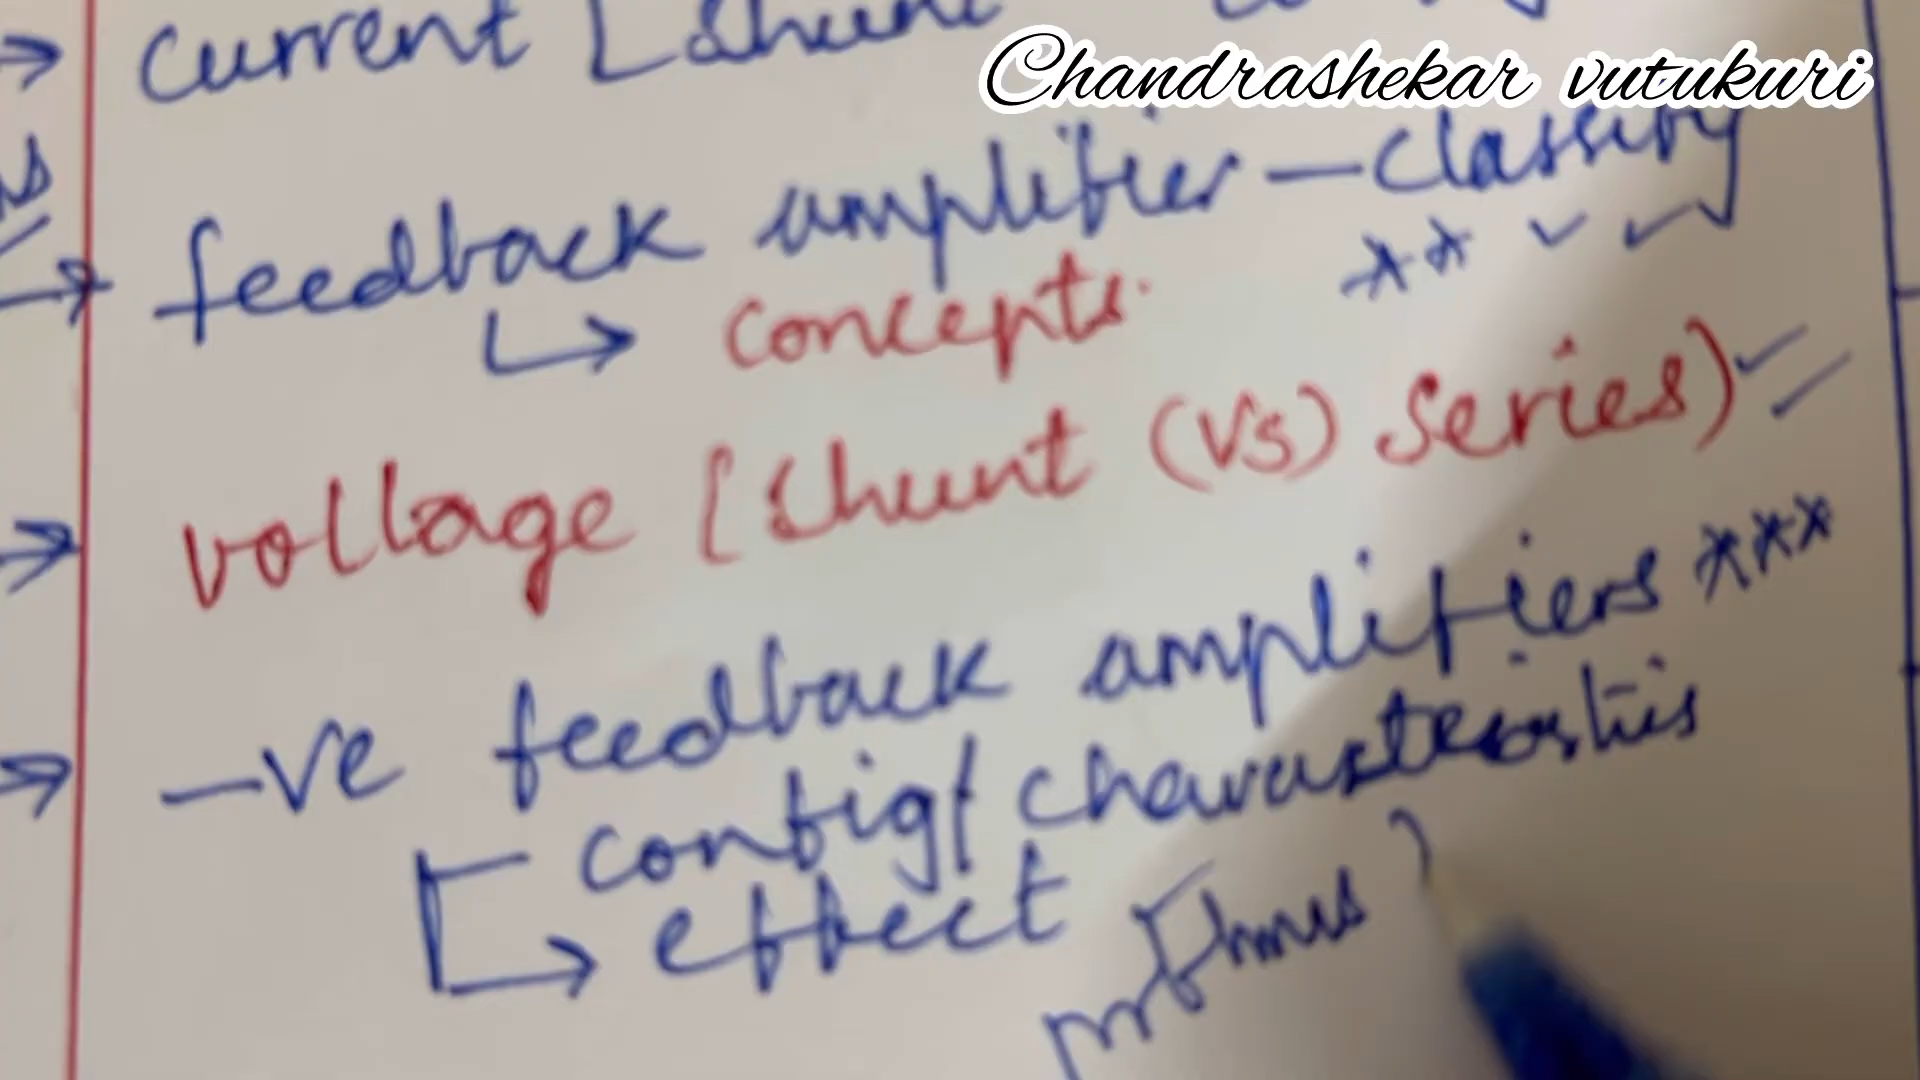 → current [shunt
Chandrashekar vutukuri
→ feedback amplifier — classify
↳ concepts. ** ✓ ✓
→ voltage [shunt (Vs) series) ✓
→ -ve feedback amplifiers ***
config/characteristics
↳ effect